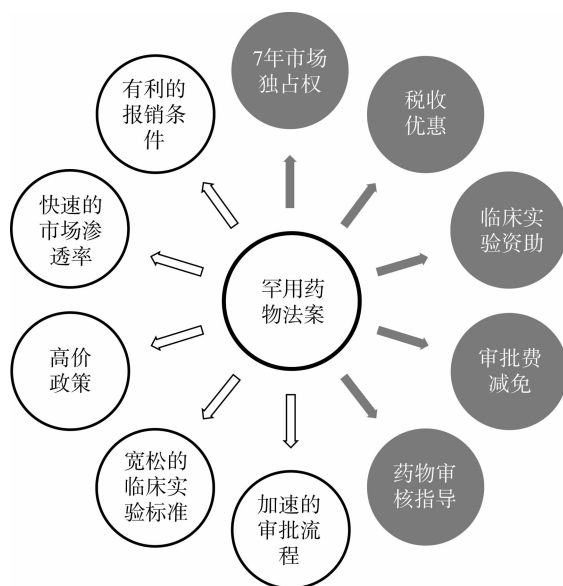 7年市场
独占权
税收
优惠
临床实
验资助
审批费
减免
药物审
核指导
加速的
审批流
程
宽松的
临床实
验标准
高价
政策
快速的
市场渗
透率
有利的
报销条
件
罕用药
物法案